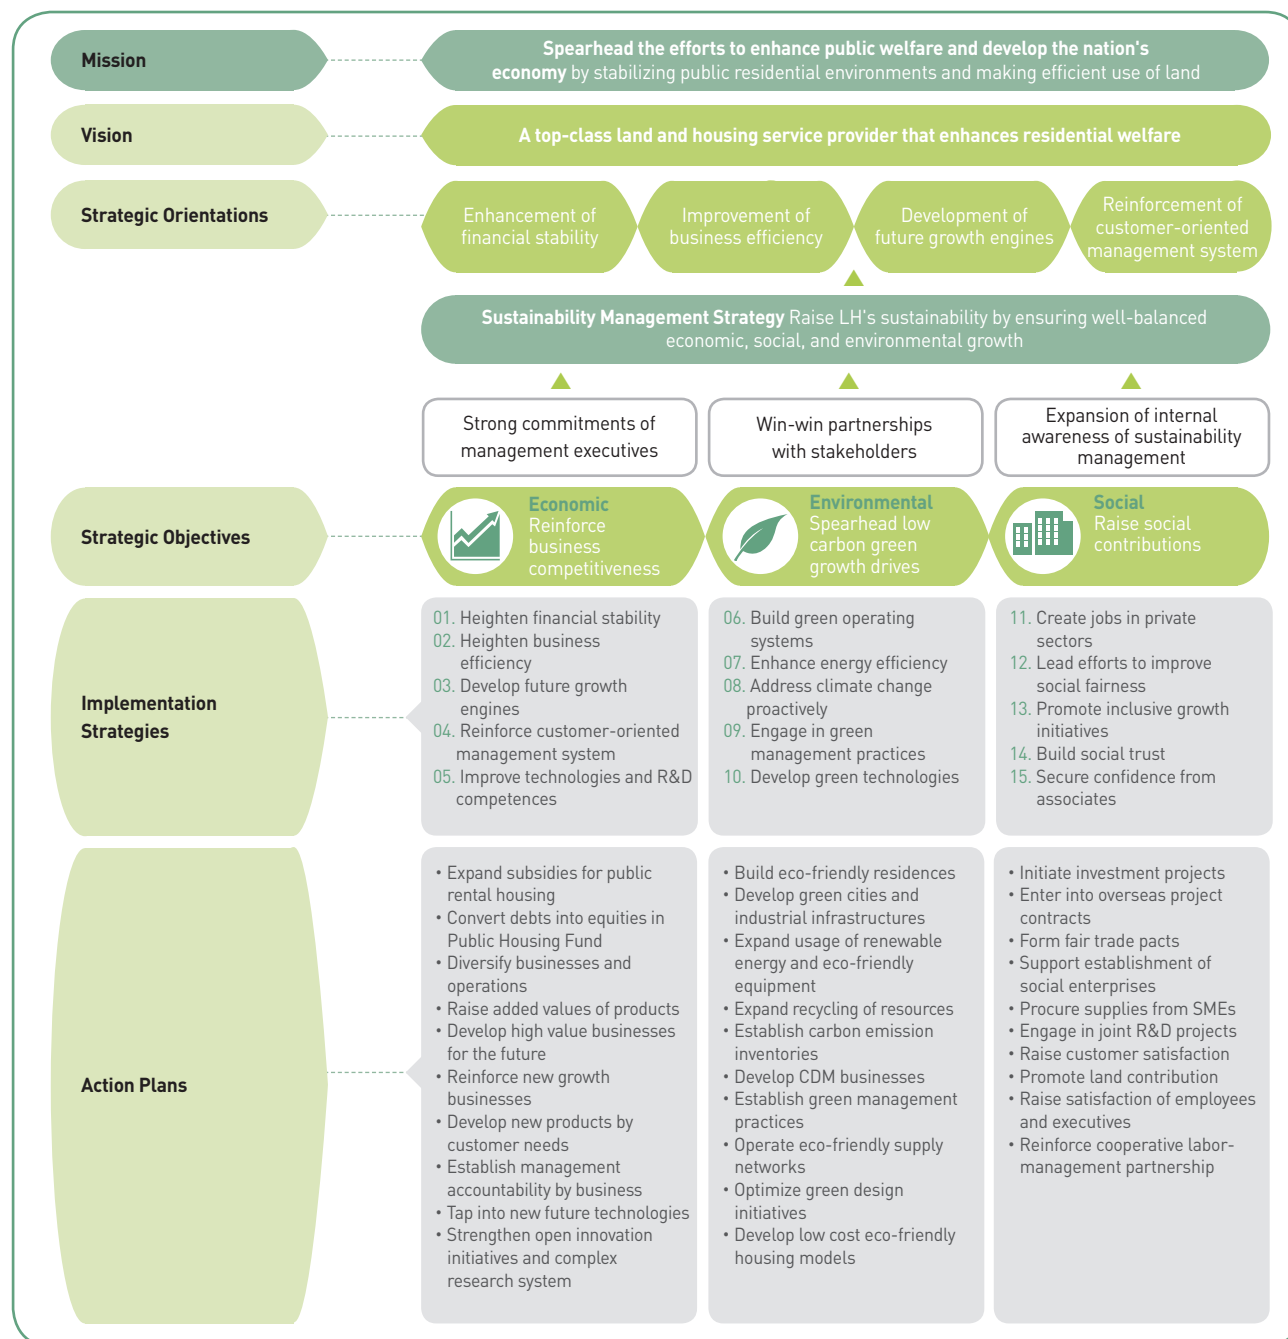 Mission
Spearhead the efforts to enhance public welfare and develop the nation's
economy by stabilizing public residential environments and making efficient use of land
Vision
A top-class land and housing service provider that enhances residential welfare
Strategic Orientations
Enhancement of
financial stability
Improvement of
business efficiency
Development of
future growth engines
Reinforcement of
customer-oriented
management system
Sustainability Management Strategy Raise LH's sustainability by ensuring well-balanced
economic, social, and environmental growth
Strong commitments of
management executives
Win-win partnerships
with stakeholders
Expansion of internal
awareness of sustainability
management
Strategic Objectives
Economic
Reinforce
business
competitiveness
Environmental
Spearhead low
carbon green
growth drives
Social
Raise social
contributions
Implementation
Strategies
01. Heighten financial stability
02. Heighten business
efficiency
03. Develop future growth
engines
04. Reinforce customer-oriented
management system
05. Improve technologies and R&D
competences
06. Build green operating
systems
07. Enhance energy efficiency
08. Address climate change
proactively
09. Engage in green
management practices
10. Develop green technologies
11. Create jobs in private
sectors
12. Lead efforts to improve
social fairness
13. Promote inclusive growth
initiatives
14. Build social trust
15. Secure confidence from
associates
Action Plans
• Expand subsidies for public
rental housing
• Convert debts into equities in
Public Housing Fund
• Diversify businesses and
operations
• Raise added values of products
• Develop high value businesses
for the future
• Reinforce new growth
businesses
• Develop new products by
customer needs
• Establish management
accountability by business
• Tap into new future technologies
• Strengthen open innovation
initiatives and complex
research system
• Build eco-friendly residences
• Develop green cities and
industrial infrastructures
• Expand usage of renewable
energy and eco-friendly
equipment
• Expand recycling of resources
• Establish carbon emission
inventories
• Develop CDM businesses
• Establish green management
practices
• Operate eco-friendly supply
networks
• Optimize green design
initiatives
• Develop low cost eco-friendly
housing models
• Initiate investment projects
• Enter into overseas project
contracts
• Form fair trade pacts
• Support establishment of
social enterprises
• Procure supplies from SMEs
• Engage in joint R&D projects
• Raise customer satisfaction
• Promote land contribution
• Raise satisfaction of employees
and executives
• Reinforce cooperative labor-
management partnership